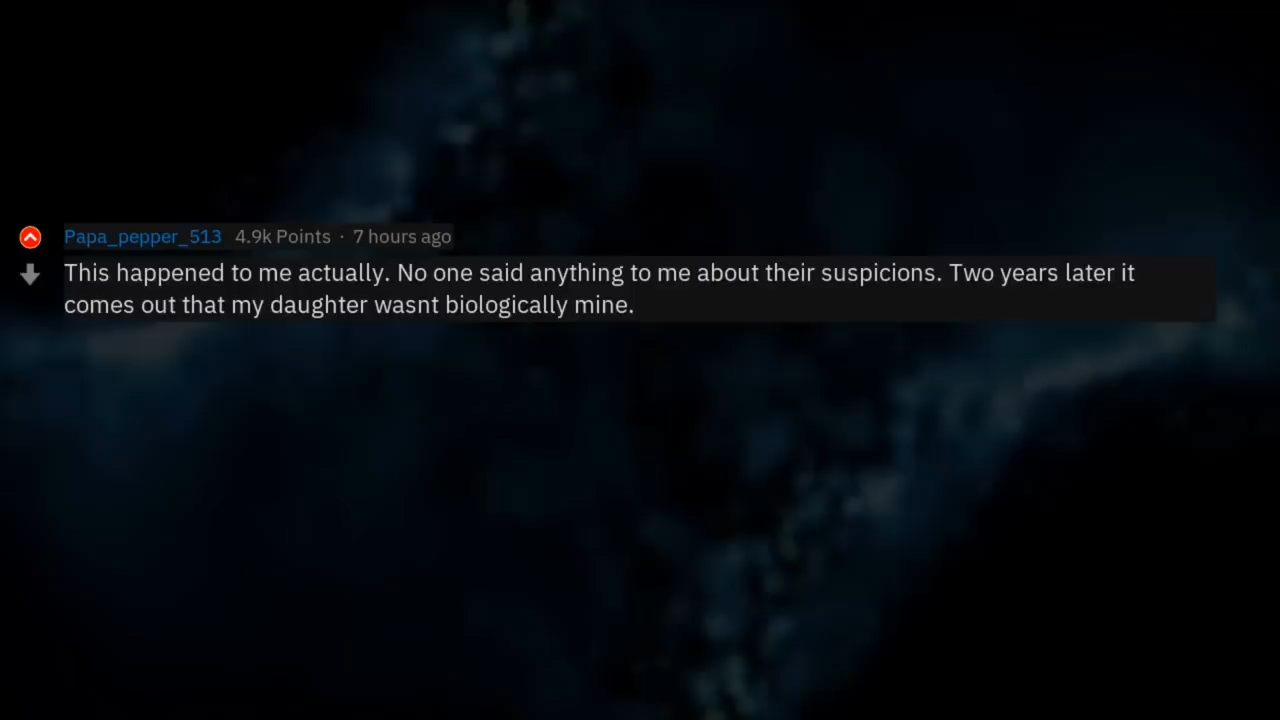 Papa_pepper_513 4.9k Points · 7 hours ago
This happened to me actually. No one said anything to me about their suspicions. Two years later it
comes out that my daughter wasnt biologically mine.